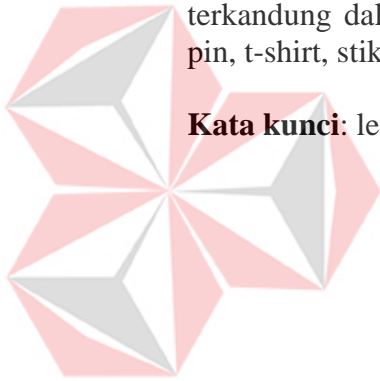 terkandung dal
pin, t-shirt, stik
Kata kunci: le